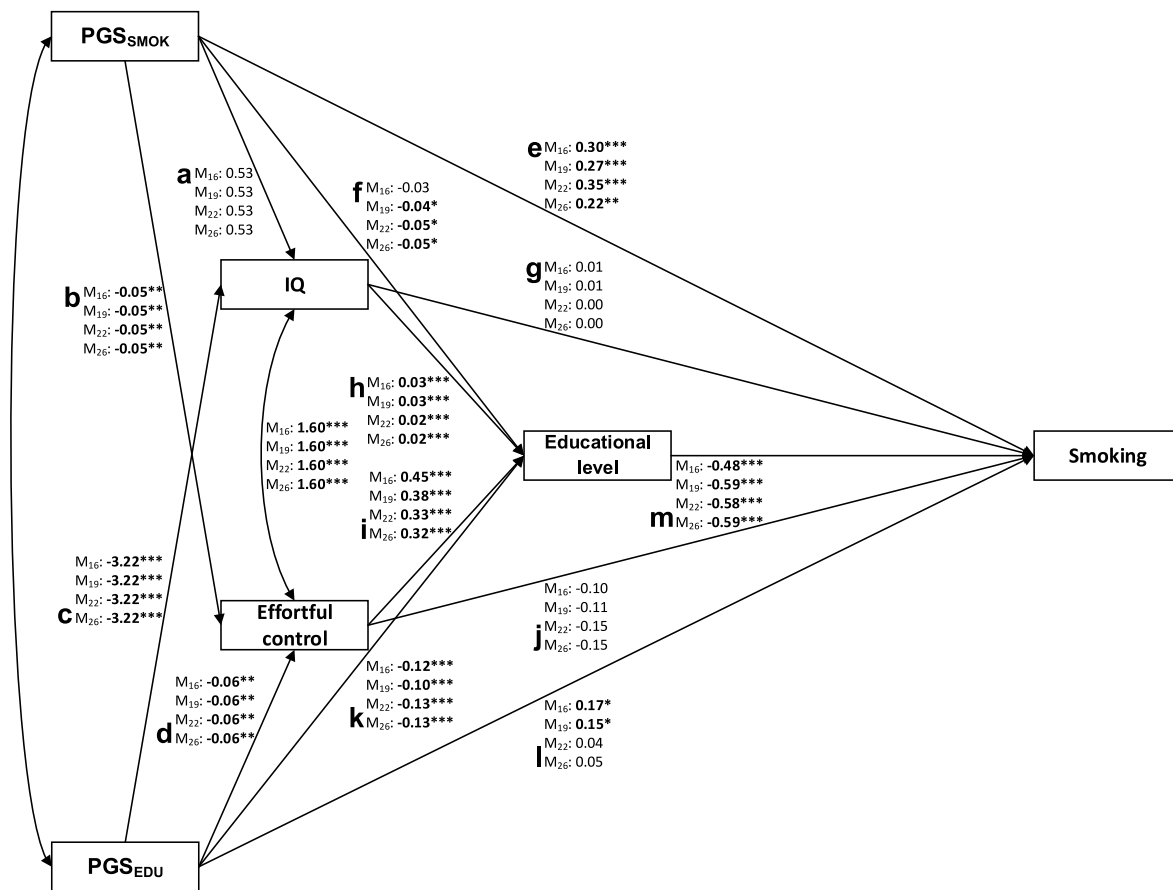 PGSSMOK
e
M16: 0.30***
M19: 0.27***
M22: 0.35***
M26: 0.22**
a
M16: 0.53
M19: 0.53
M22: 0.53
M26: 0.53
f
M16: -0.03
M19: -0.04*
M22: -0.05*
M26: -0.05*
g
M16: 0.01
M19: 0.01
M22: 0.00
M26: 0.00
IQ
b
M16: -0.05**
M19: -0.05**
M22: -0.05**
M26: -0.05**
h
M16: 0.03***
M19: 0.03***
M22: 0.02***
M26: 0.02***
M16: 1.60***
M19: 1.60***
M22: 1.60***
M26: 1.60***
Educational
level
Smoking
M16: -0.48***
M19: -0.59***
M22: -0.58***
m
M26: -0.59***
M16: 0.45***
M19: 0.38***
M22: 0.33***
i
M26: 0.32***
M16: -3.22***
M19: -3.22***
M22: -3.22***
c
M26: -3.22***
Effortful
control
M16: -0.10
M19: -0.11
M22: -0.15
j
M26: -0.15
M16: -0.12***
M19: -0.10***
M22: -0.13***
k
M26: -0.13***
M16: -0.06**
M19: -0.06**
M22: -0.06**
d
M26: -0.06**
M16: 0.17*
M19: 0.15*
M22: 0.04
l
M26: 0.05
PGSEDU